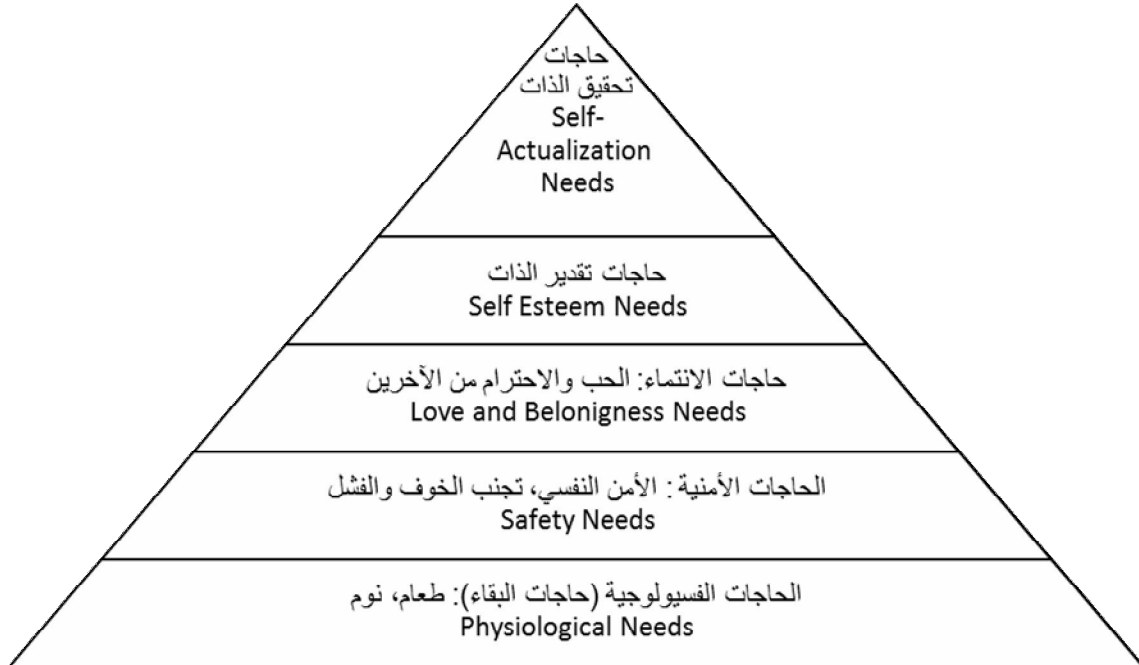 حاجات
تحقيق الذات
Self-
Actualization
Needs
حاجات تقدير الذات
Self Esteem Needs
حاجات الانتماء: الحب والاحترام من الآخرين
Love and Belonigness Needs
الحاجات الأمنية : الأمن النفسي، تجنب الخوف والفشل
Safety Needs
الحاجات الفسيولوجية (حاجات البقاء): طعام، نوم
Physiological Needs